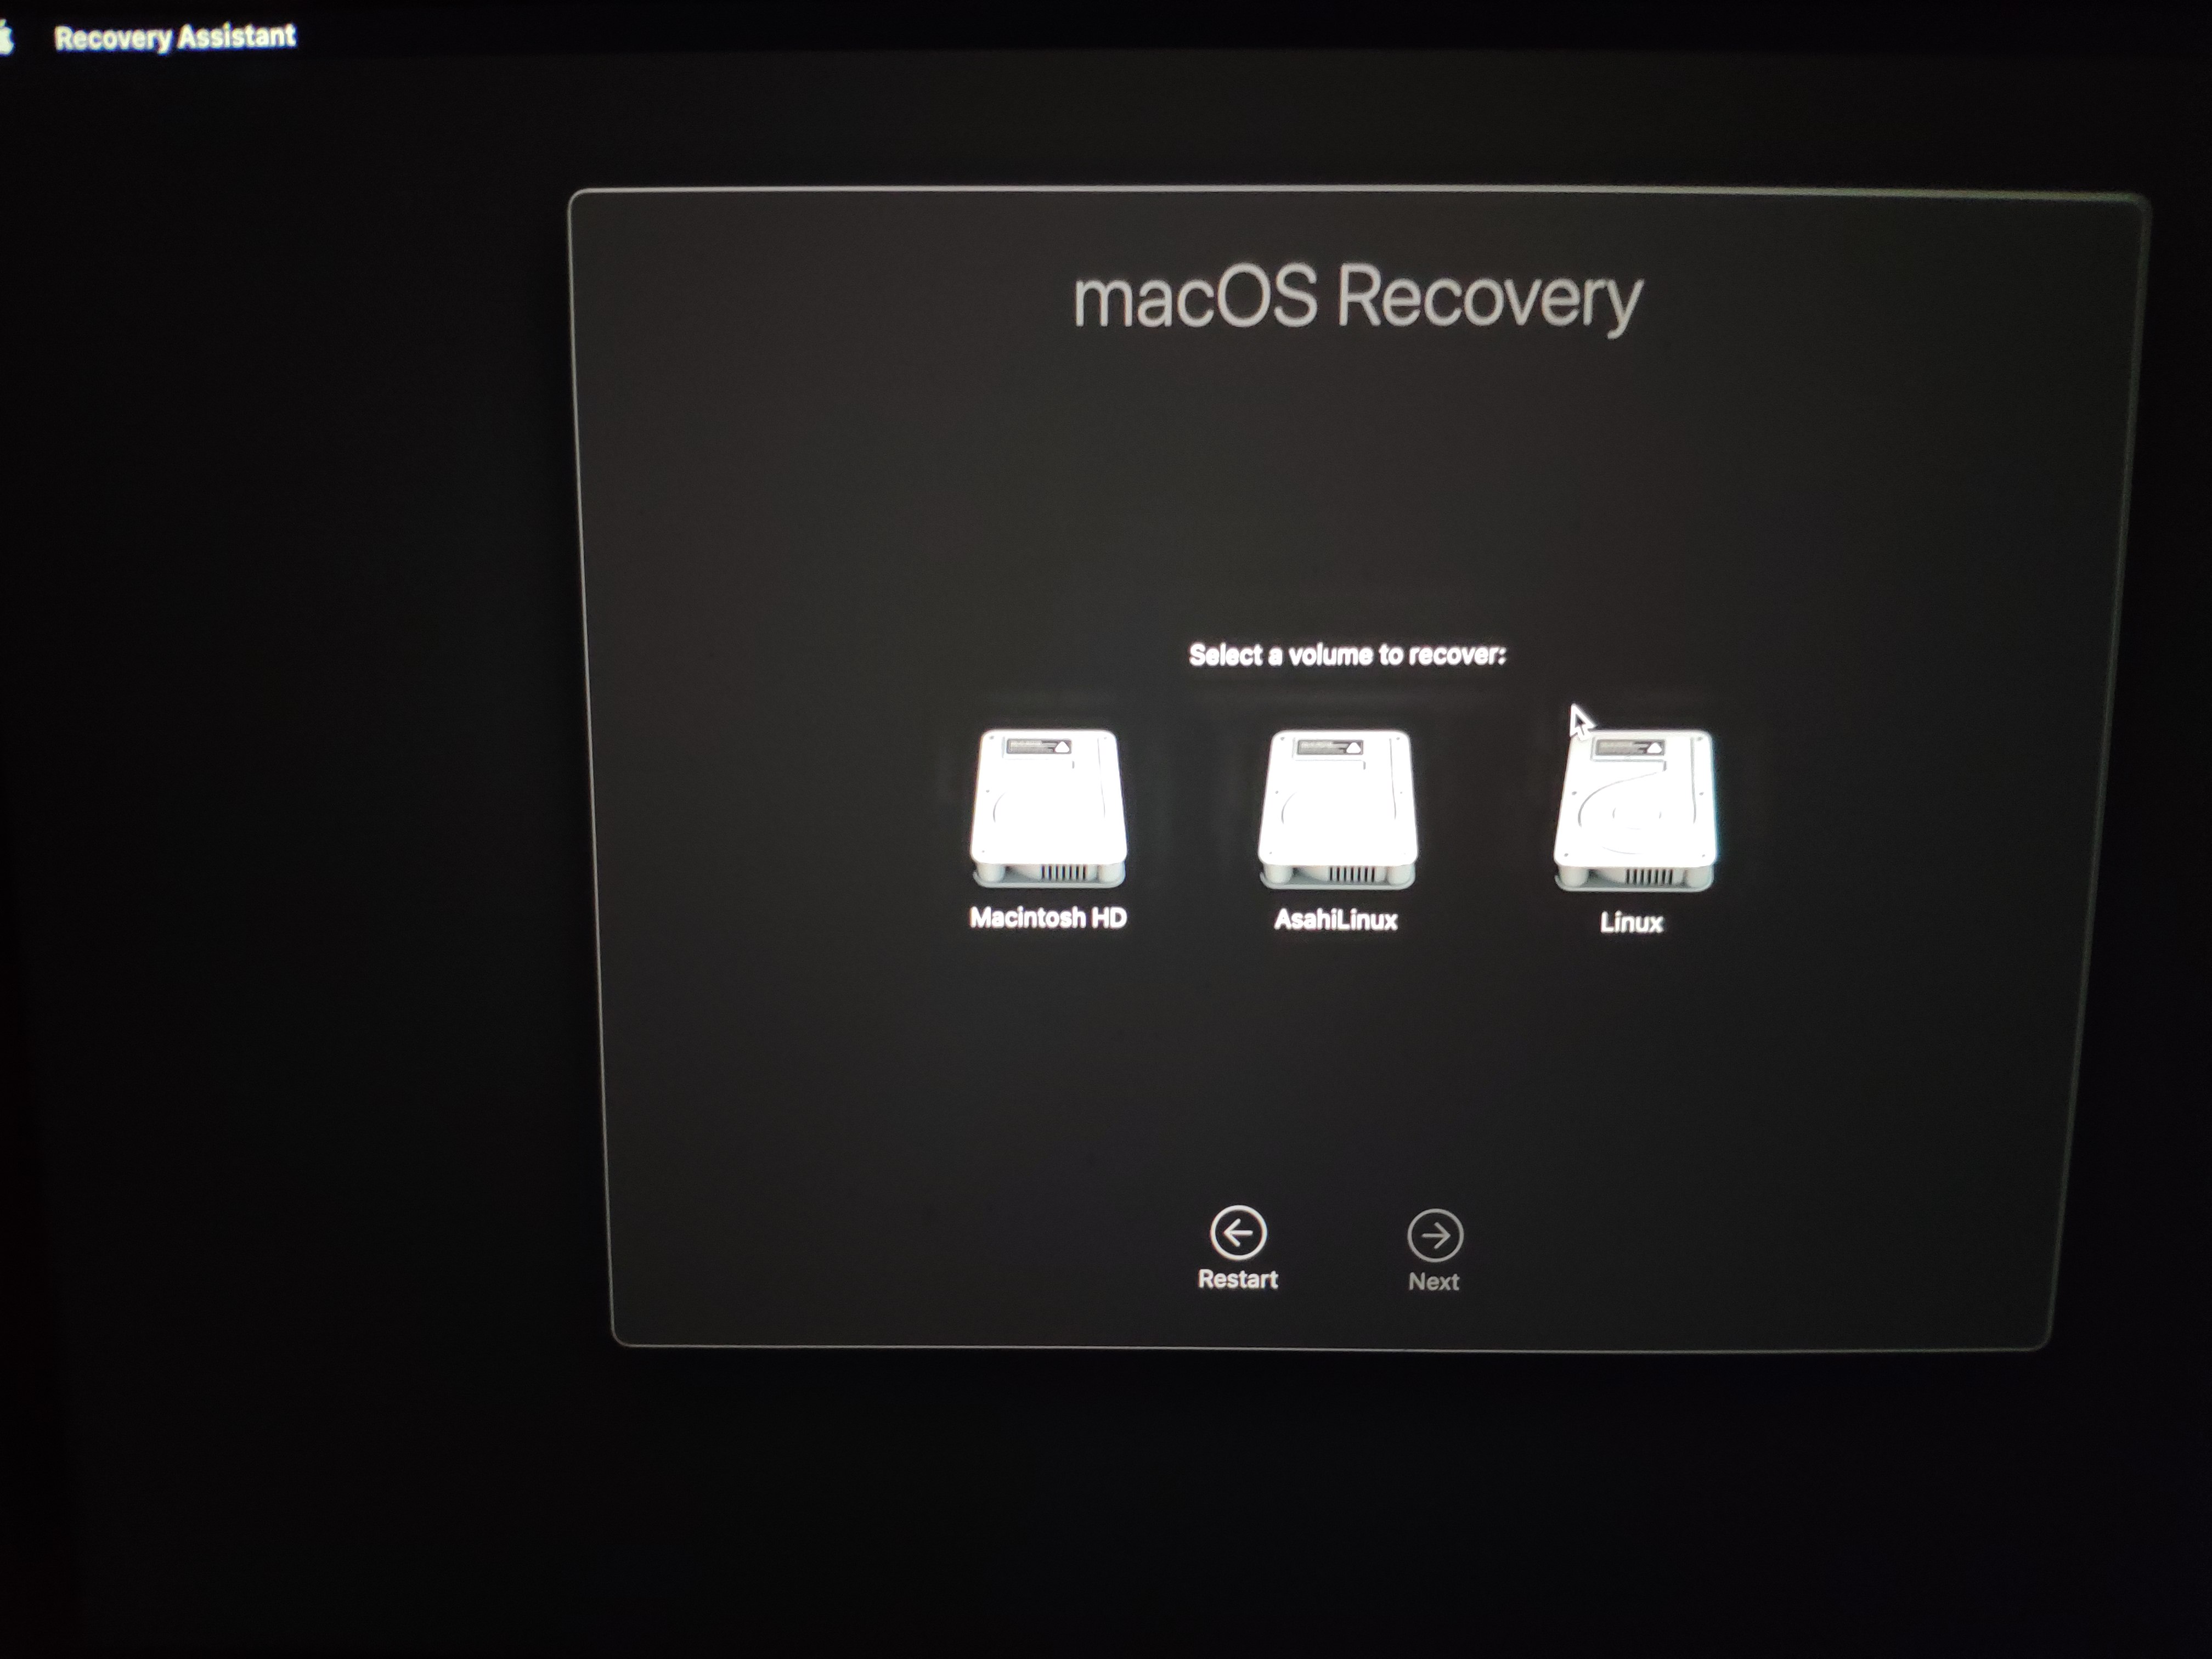 Recovery Assistant
macOS Recovery
Select a volume to recover:
Macintosh HD
AsahiLinux
Linux
Restart
Next